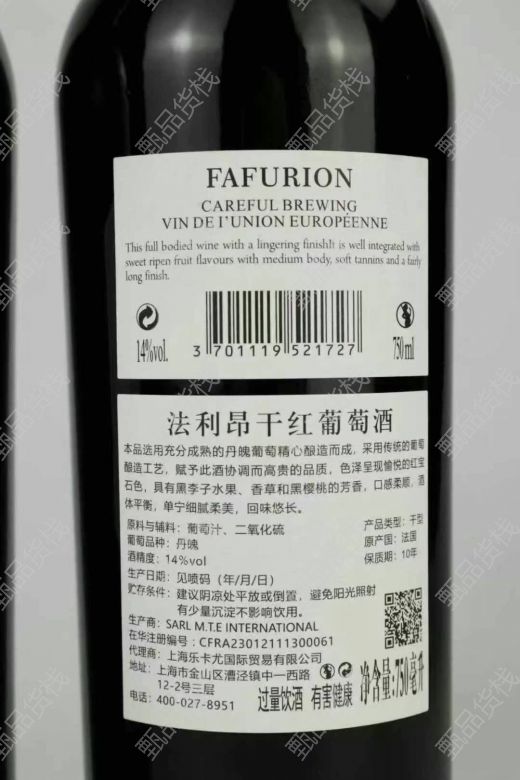 FAFURION
CAREFUL BREWING
VIN DE I'UNION EUROPÉENNE
This full bodied wine with a lingering finishIt is well integrated with
sweet ripen fruit flavours with medium body, soft tannins and a fairly
long finish.
14%vol.
3 701119 521727
750 ml
法利昂干红葡萄酒
本品选用充分成熟的丹魄葡萄精心酿造而成，采用传统的葡萄
酿造工艺，赋予此酒协调而高贵的品质，色泽呈现愉悦的红宝
石色，具有黑李子水果、香草和黑樱桃的芳香，口感柔顺，酒
体平衡，单宁细腻柔美，回味悠长。
原料与辅料：葡萄汁、二氧化硫
葡萄品种：丹魄
酒精度：14%vol
产品类型：干型
原产国：法国
保质期：10年
生产日期：见喷码（年/月/日）
贮存条件：建议阴凉处平放或倒置，避免阳光照射
有少量沉淀不影响饮用。
生产商：SARL M.T.E INTERNATIONAL
在华注册编号：CFRA23012111300061
代理商：上海乐卡尤国际贸易有限公司
地址：上海市金山区漕泾镇中一西路
12-2号三层
电话：400-027-8951
过量饮酒 有害健康
净含量:750毫升
甄品货栈